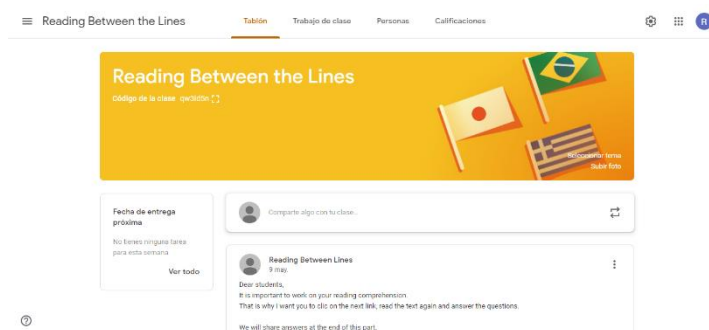 Reading Between the Lines
Tablón
Trabajo de clase
Personas
Calificaciones
R
Reading Between the Lines
Código de la clase
Seleccionar tema
Subir foto
Fecha de entrega
próxima
No tienes ninguna tarea
para esta semana
Ver todo
Comparte algo con tu clase...
Reading Between Lines
9 may.
Dear students,
It is important to work on your reading comprehension.
That is why I want you to clic on the next link, read the text again and answer the questions.
We will share answers at the end of this part.